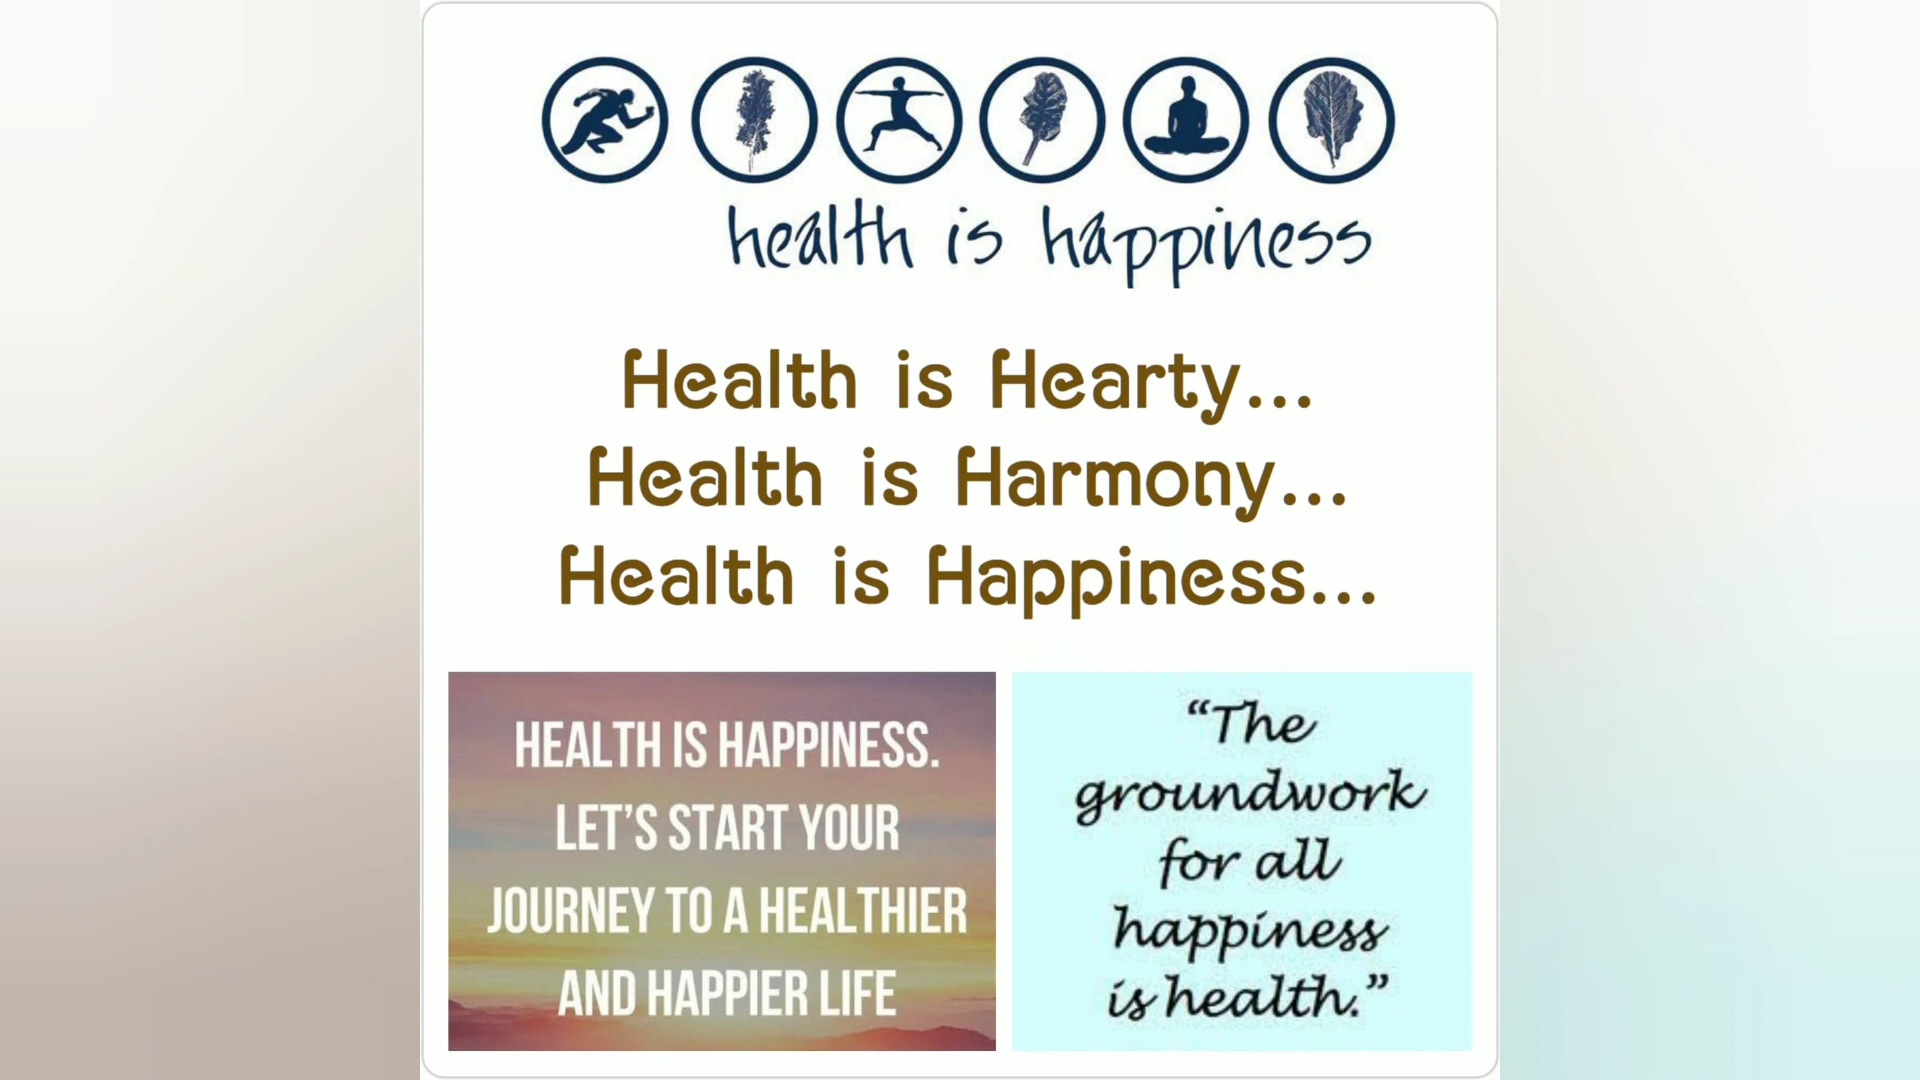 health is happiness
Health is Hearty...
Health is Harmony...
Health is Happiness...
HEALTH IS HAPPINESS.
LET'S START YOUR
JOURNEY TO A HEALTHIER
AND HAPPIER LIFE
“The
groundwork
for all
happiness
is health.”